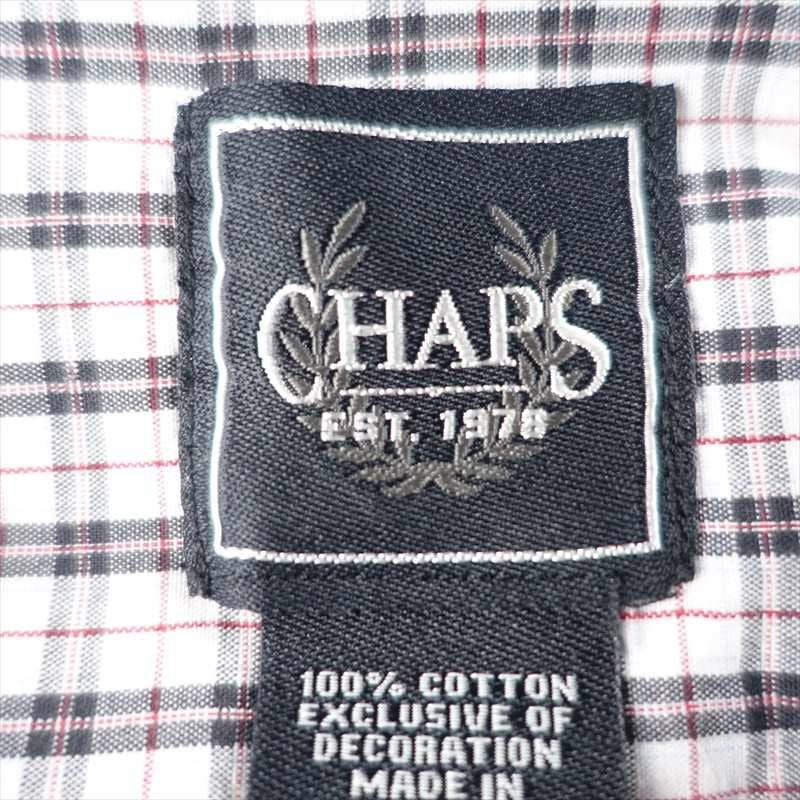 CHAPS
EST. 1978
100% COTTON
EXCLUSIVE OF
DECORATION
MADE IN